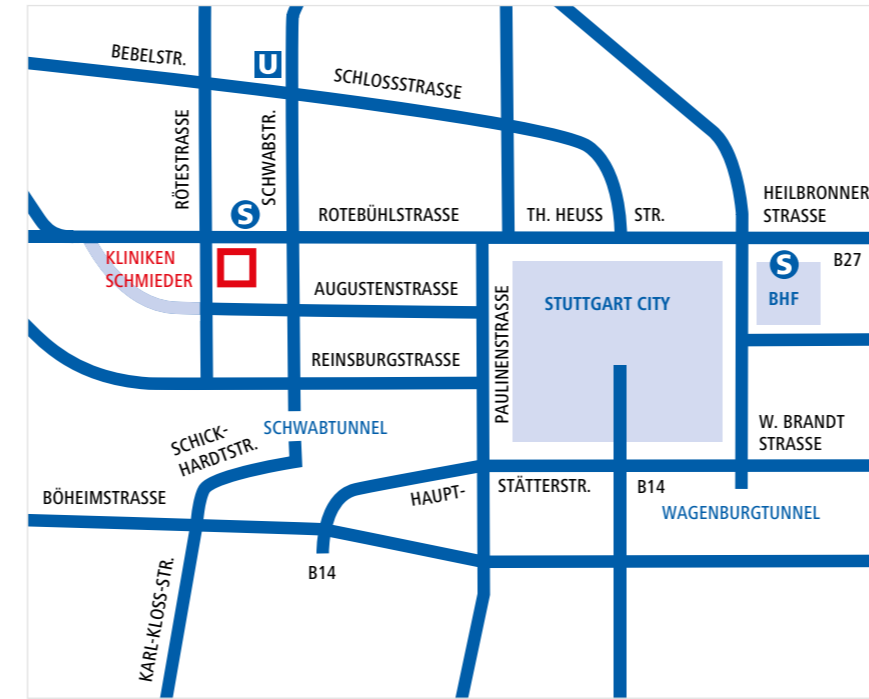 BEBELSTR.
U
SCHLOSSSTRASSE
RÖTESTRASSE
SCHWABSTR.
S
ROTEBÜHLSTRASSE
TH. HEUSS
STR.
HEILBRONNER
STRASSE
S
B27
BHF
KLINIKEN
SCHMIEDER
AUGUSTENSTRASSE
STUTTGART CITY
PAULINENSTRASSE
REINSBURGSTRASSE
SCHWABTUNNEL
SCHICK-
HARDTSTR.
W. BRANDT
STRASSE
BÖHEIMSTRASSE
HAUPT-
STÄTTERSTR.
B14
WAGENBURGTUNNEL
B14
KARL-KLOSS-STR.